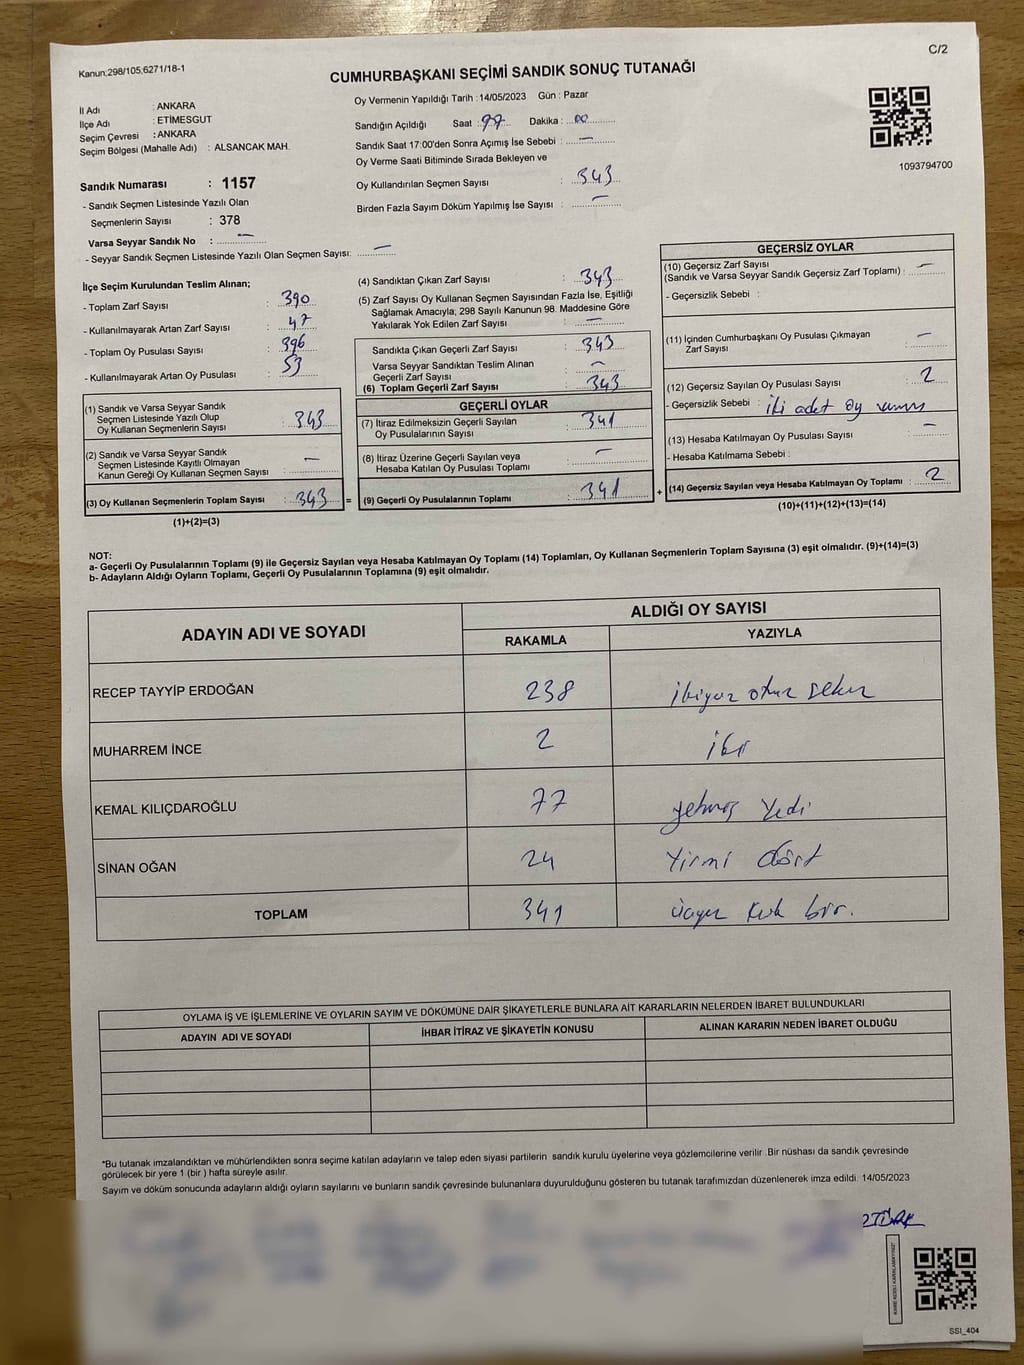 Kanun:298/105,6271/18-1
C/2
CUMHURBAŞKANI SEÇİMİ SANDIK SONUÇ TUTANAĞI
İl Adı : ANKARA
İlçe Adı : ETİMESGUT
Seçim Çevresi : ANKARA
Seçim Bölgesi (Mahalle Adı) : ALSANCAK MAH.
Sandık Numarası : 1157
- Sandık Seçmen Listesinde Yazılı Olan
Seçmenlerin Sayısı : 378
Varsa Seyyar Sandık No : —
- Seyyar Sandık Seçmen Listesinde Yazılı Olan Seçmen Sayısı: —
Oy Vermenin Yapıldığı Tarih :14/05/2023 Gün : Pazar
Sandığın Açıldığı Saat : Dakika : 00
Sandık Saat 17:00'den Sonra Açımış İse Sebebi : —
Oy Verme Saati Bitiminde Sırada Bekleyen ve
Oy Kullandırılan Seçmen Sayısı : 343
Birden Fazla Sayım Döküm Yapılmış İse Sayısı : —
1093794700
İlçe Seçim Kurulundan Teslim Alınan;
- Toplam Zarf Sayısı : 390
- Kullanılmayarak Artan Zarf Sayısı : 47
- Toplam Oy Pusulası Sayısı : 396
- Kullanılmayarak Artan Oy Pusulası : 53
(1) Sandık ve Varsa Seyyar Sandık
Seçmen Listesinde Yazılı Olup
Oy Kullanan Seçmenlerin Sayısı : 343
(2) Sandık ve Varsa Seyyar Sandık
Seçmen Listesinde Kayıtlı Olmayan
Kanun Gereği Oy Kullanan Seçmen Sayısı : —
(3) Oy Kullanan Seçmenlerin Toplam Sayısı : 343 =
(1)+(2)=(3)
(4) Sandıktan Çıkan Zarf Sayısı : 343
(5) Zarf Sayısı Oy Kullanan Seçmen Sayısından Fazla İse, Eşitliği
Sağlamak Amacıyla, 298 Sayılı Kanunun 98. Maddesine Göre
Yakılarak Yok Edilen Zarf Sayısı : —
Sandıkta Çıkan Geçerli Zarf Sayısı : 343
Varsa Seyyar Sandıktan Teslim Alınan
Geçerli Zarf Sayısı : —
(6) Toplam Geçerli Zarf Sayısı : 343
GEÇERLİ OYLAR
(7) İtiraz Edilmeksizin Geçerli Sayılan
Oy Pusulalarının Sayısı : 341
(8) İtiraz Üzerine Geçerli Sayılan veya
Hesaba Katılan Oy Pusulası Toplamı : —
(9) Geçerli Oy Pusulalarının Toplamı : 341 +
GEÇERSİZ OYLAR
(10) Geçersiz Zarf Sayısı
(Sandık ve Varsa Seyyar Sandık Geçersiz Zarf Toplamı) : —
- Geçersizlik Sebebi :
(11) İçinden Cumhurbaşkanı Oy Pusulası Çıkmayan
Zarf Sayısı : —
(12) Geçersiz Sayılan Oy Pusulası Sayısı : 2
- Geçersizlik Sebebi : iki adet oy
(13) Hesaba Katılmayan Oy Pusulası Sayısı : —
- Hesaba Katılmama Sebebi :
(14) Geçersiz Sayılan veya Hesaba Katılmayan Oy Toplamı : 2
(10)+(11)+(12)+(13)=(14)
NOT:
a- Geçerli Oy Pusulalarının Toplamı (9) ile Geçersiz Sayılan veya Hesaba Katılmayan Oy Toplamı (14) Toplamları, Oy Kullanan Seçmenlerin Toplam Sayısına (3) eşit olmalıdır. (9)+(14)=(3)
b- Adayların Aldığı Oyların Toplamı, Geçerli Oy Pusulalarının Toplamına (9) eşit olmalıdır.
ADAYIN ADI VE SOYADI
ALDIĞI OY SAYISI
RAKAMLA YAZIYLA
RECEP TAYYİP ERDOĞAN 238 ikiyüz otuz sekiz
MUHARREM İNCE 2 iki
KEMAL KILIÇDAROĞLU 77 yetmiş yedi
SİNAN OĞAN 24 Yirmi dört
TOPLAM 341 üçyüz kırk bir.
OYLAMA İŞ VE İŞLEMLERİNE VE OYLARIN SAYIM VE DÖKÜMÜNE DAİR ŞİKAYETLERLE BUNLARA AİT KARARLARIN NELERDEN İBARET BULUNDUKLARI
ADAYIN ADI VE SOYADI İHBAR İTİRAZ VE ŞİKAYETİN KONUSU ALINAN KARARIN NEDEN İBARET OLDUĞU
*Bu tutanak imzalandıktan ve mühürlendikten sonra seçime katılan adayların ve talep eden siyasi partilerin sandık kurulu üyelerine veya gözlemcilerine verilir. Bir nüshası da sandık çevresinde
görülecek bir yere 1 (bir ) hafta süreyle asılır.
Sayım ve döküm sonucunda adayların aldığı oyların sayılarını ve bunların sandık çevresinde bulunanlara duyurulduğunu gösteren bu tutanak tarafımızdan düzenlenerek imza edildi. 14/05/2023
SSI_404